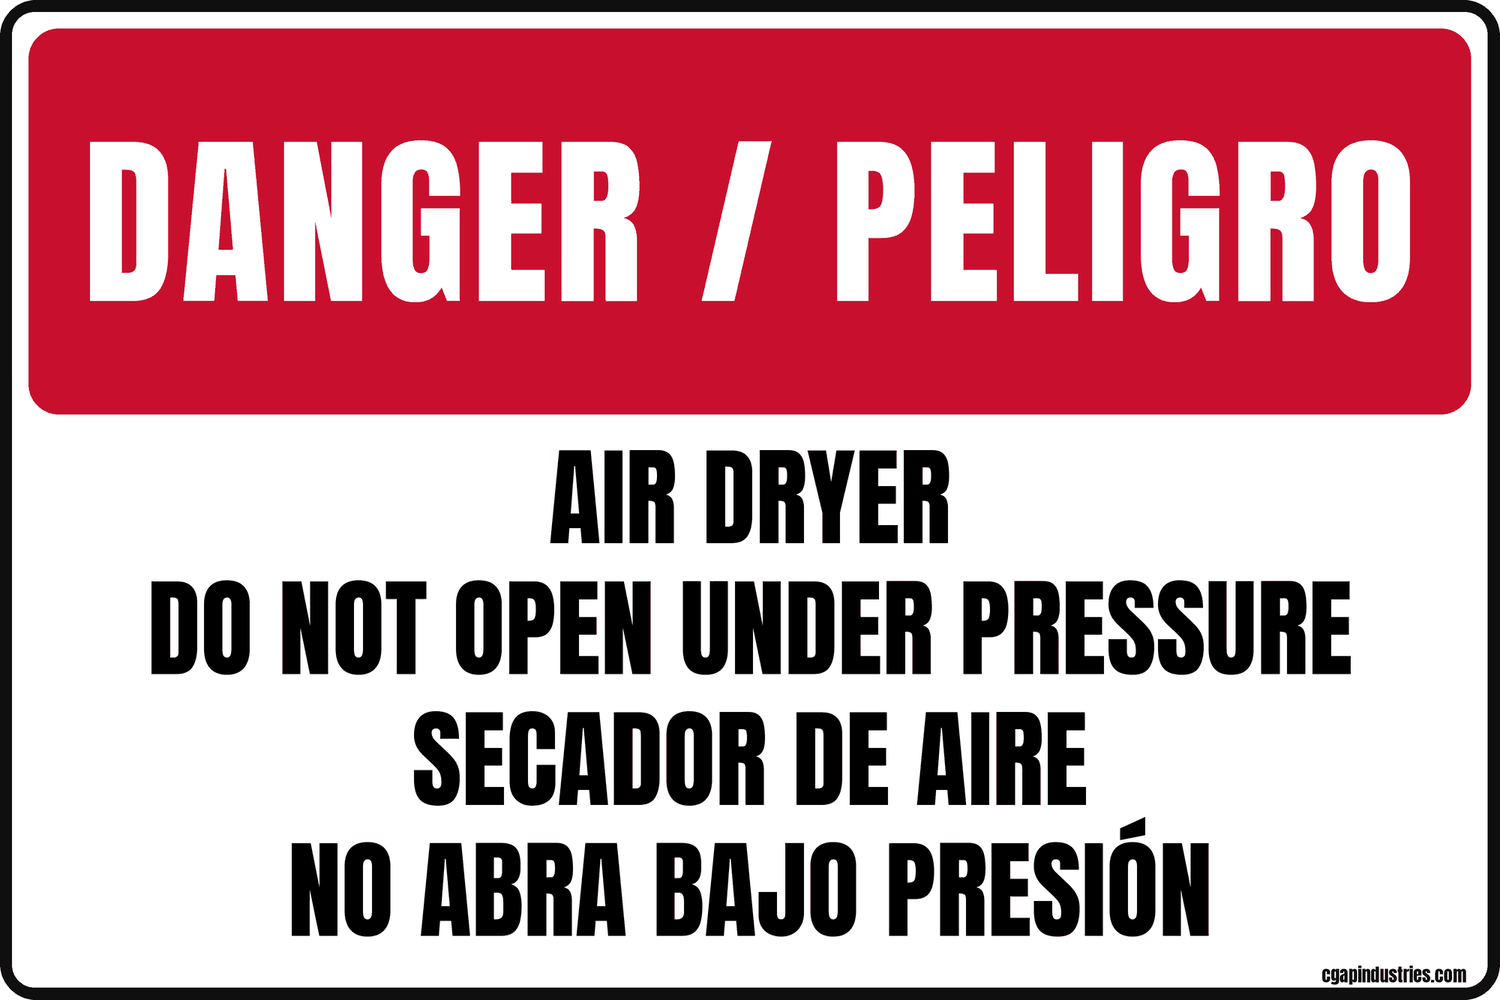 DANGER / PELIGRO
AIR DRYER
DO NOT OPEN UNDER PRESSURE
SECADOR DE AIRE
NO ABRA BAJO PRESIÓN
cgapindustries.com